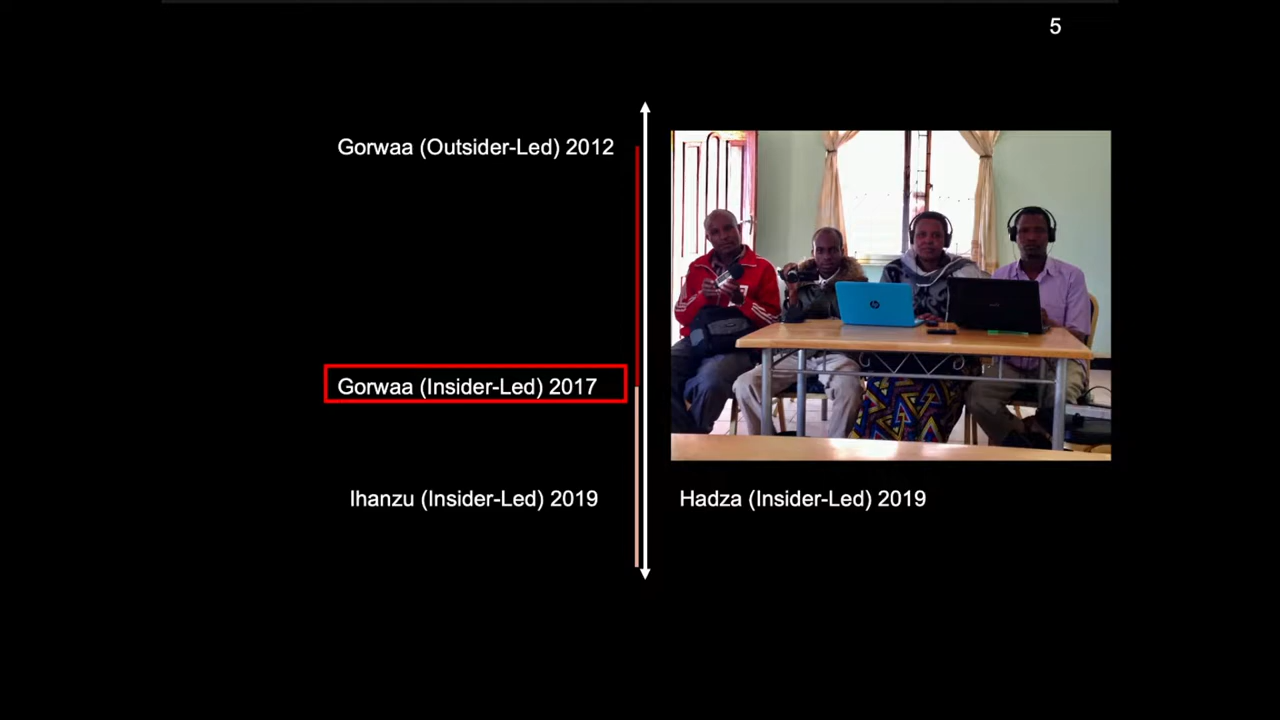 5
Gorwaa (Outsider-Led) 2012
Gorwaa (Insider-Led) 2017
Ihanzu (Insider-Led) 2019
Hadza (Insider-Led) 2019